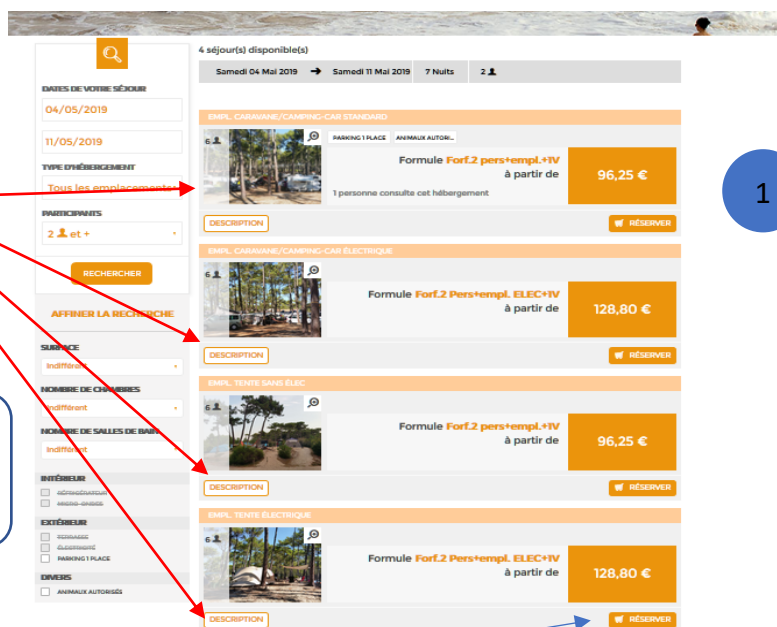 4 séjour(s) disponible(s)
Samedi 04 Mai 2019 → Samedi 11 Mai 2019 7 Nuits 2
DATES DE VOTRE SÉJOUR
04/05/2019
11/05/2019
TYPE D'HÉBERGEMENT
Tous les emplacements
PARTICIPANTS
2 et +
RECHERCHER
AFFINER LA RECHERCHE
SURFACE
Indifférent
NOMBRE DE CHAMBRES
Indifférent
NOMBRE DE SALLES DE BAIN
Indifférent
INTÉRIEUR
RÉFRIGÉRATEUR
MICRO-ONDES
EXTÉRIEUR
TERRASSE
ÉLECTRICITÉ
PARKING 1 PLACE
DIVERS
ANIMAUX AUTORISÉS
EMPL. CARAVANE/CAMPING-CAR STANDARD
6
PARKING 1 PLACE ANIMAUX AUTORI...
Formule Forf.2 pers+empl.+1V
à partir de
96,25 €
1 personne consulte cet hébergement
DESCRIPTION
RÉSERVER
EMPL. CARAVANE/CAMPING-CAR ÉLECTRIQUE
6
Formule Forf.2 Pers+empl. ELEC+1V
à partir de
128,80 €
DESCRIPTION
RÉSERVER
EMPL. TENTE SANS ÉLEC
6
Formule Forf.2 pers+empl.+1V
à partir de
96,25 €
DESCRIPTION
RÉSERVER
EMPL. TENTE ÉLECTRIQUE
6
Formule Forf.2 Pers+empl. ELEC+1V
à partir de
128,80 €
DESCRIPTION
RÉSERVER
1